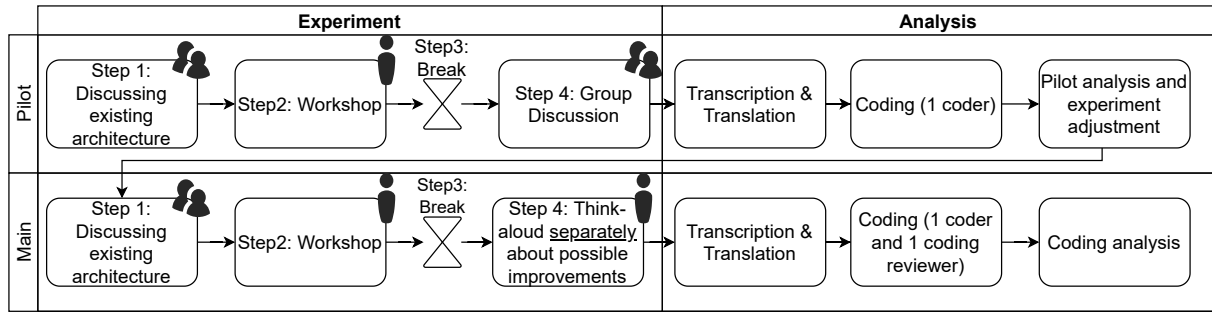 Experiment
Analysis
Pilot
Step 1:
Discussing
existing
architecture
Step2: Workshop
Step3:
Break
Step 4: Group
Discussion
Transcription &
Translation
Coding (1 coder)
Pilot analysis and
experiment
adjustment
Main
Step 1:
Discussing
existing
architecture
Step2: Workshop
Step3:
Break
Step 4: Think-
aloud separately
about possible
improvements
Transcription &
Translation
Coding (1 coder
and 1 coding
reviewer)
Coding analysis